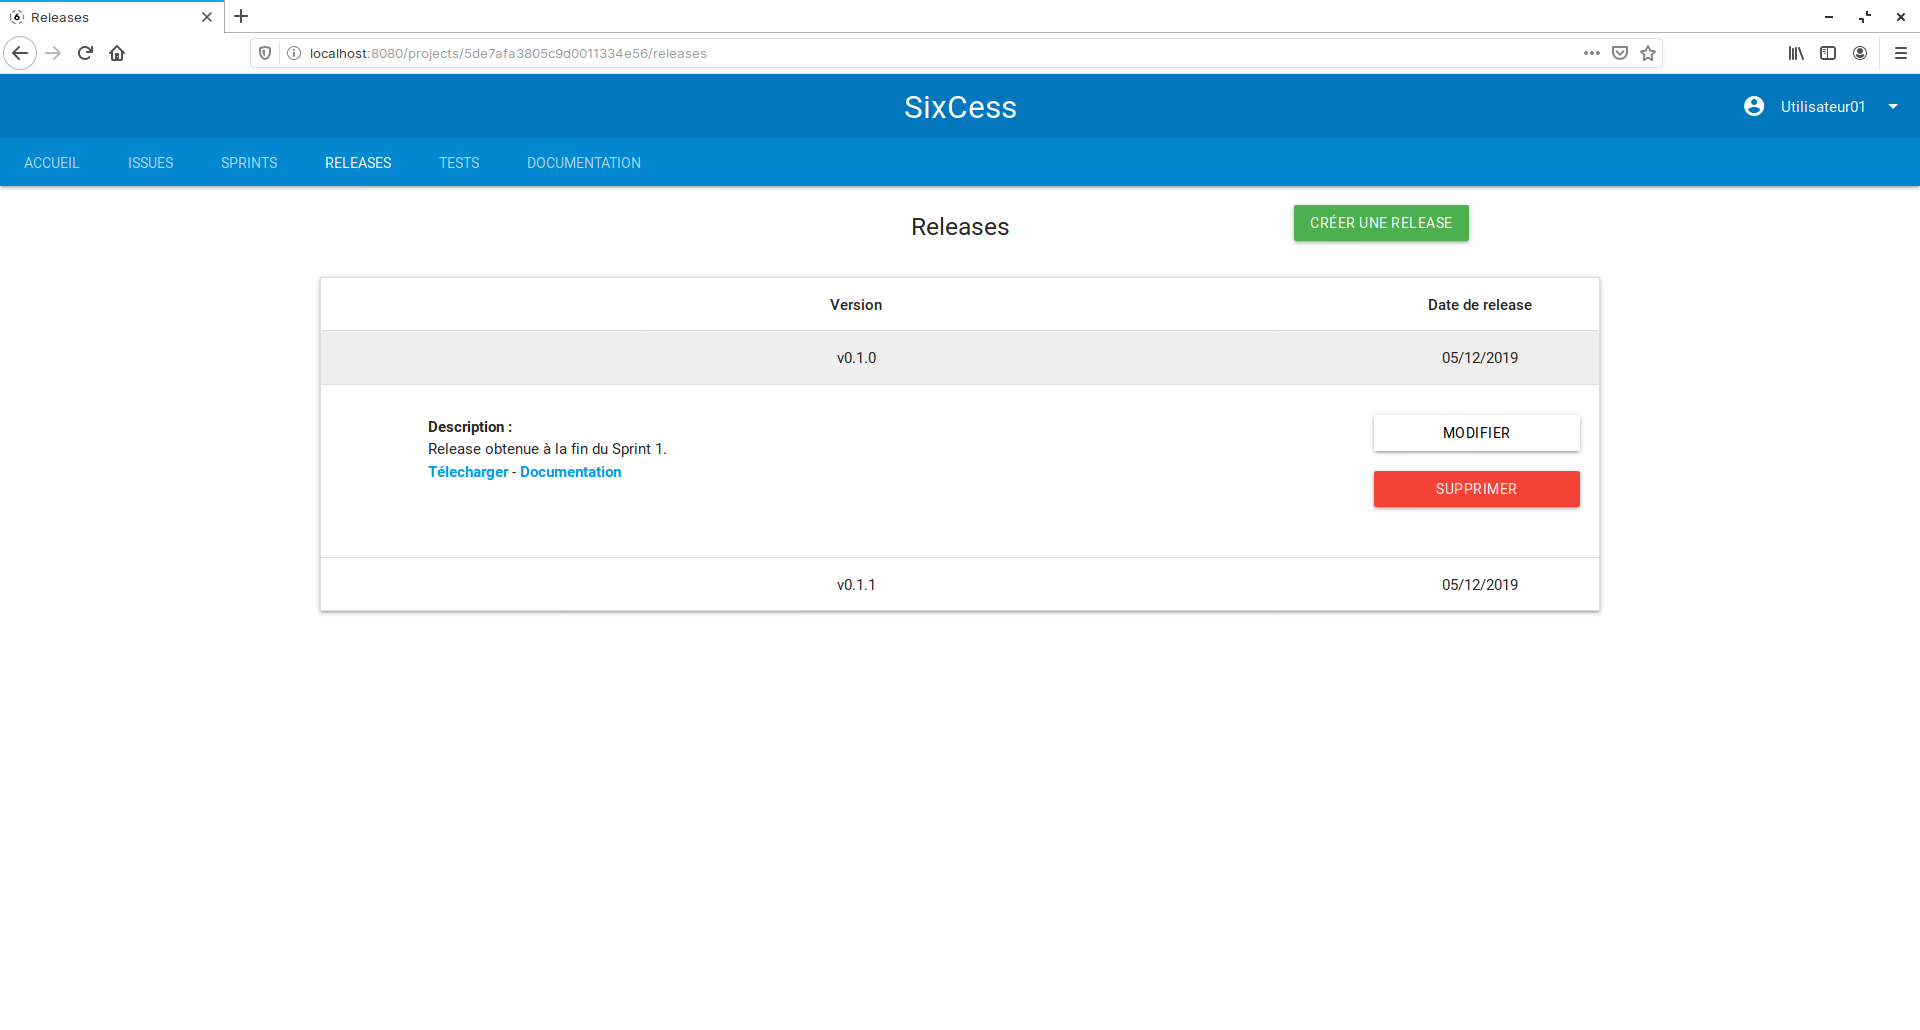 Releases
localhost:8080/projects/5de7afa3805c9d0011334e56/releases
SixCess
Utilisateur01
ACCUEIL ISSUES SPRINTS RELEASES TESTS DOCUMENTATION
Releases
CRÉER UNE RELEASE
Version Date de release
v0.1.0 05/12/2019
Description :
Release obtenue à la fin du Sprint 1.
Télecharger - Documentation
MODIFIER
SUPPRIMER
v0.1.1 05/12/2019